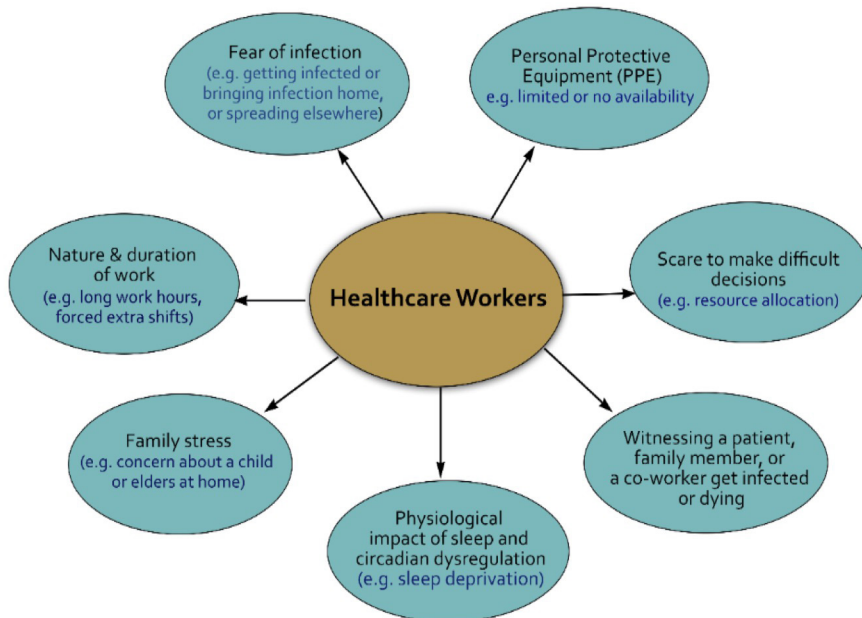 Fear of infection
(e.g. getting infected or
bringing infection home,
or spreading elsewhere)
Personal Protective
Equipment (PPE)
e.g. limited or no availability
Nature & duration
of work
(e.g. long work hours,
forced extra shifts)
Healthcare Workers
Scare to make difficult
decisions
(e.g. resource allocation)
Family stress
(e.g. concern about a child
or elders at home)
Witnessing a patient,
family member, or
a co-worker get infected
or dying
Physiological
impact of sleep and
circadian dysregulation
(e.g. sleep deprivation)